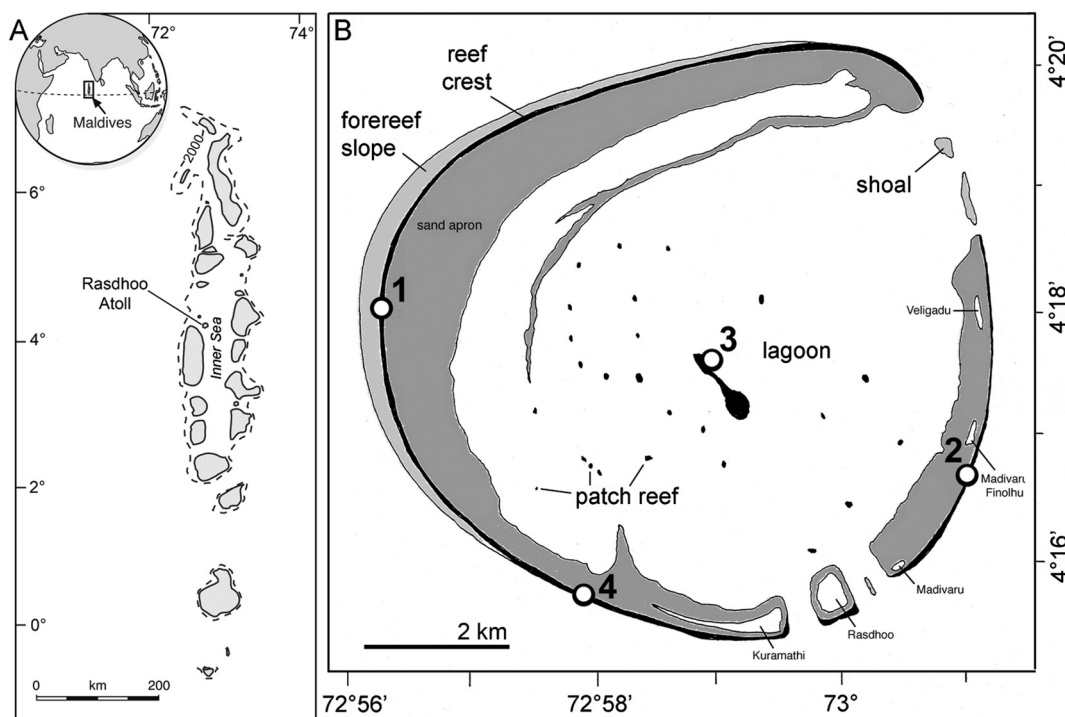 A
72°
74°
Maldives
2000
6°
Rasdhoo
Atoll
4°
Inner Sea
2°
0°
0 km 200
B
reef
crest
4°20'
forereef
slope
shoal
sand apron
1
Veligadu
4°18'
3
lagoon
2
Madivaru
Finolhu
patch reef
4°16'
4
Madivaru
Rasdhoo
2 km
Kuramathi
72°56'
72°58'
73°